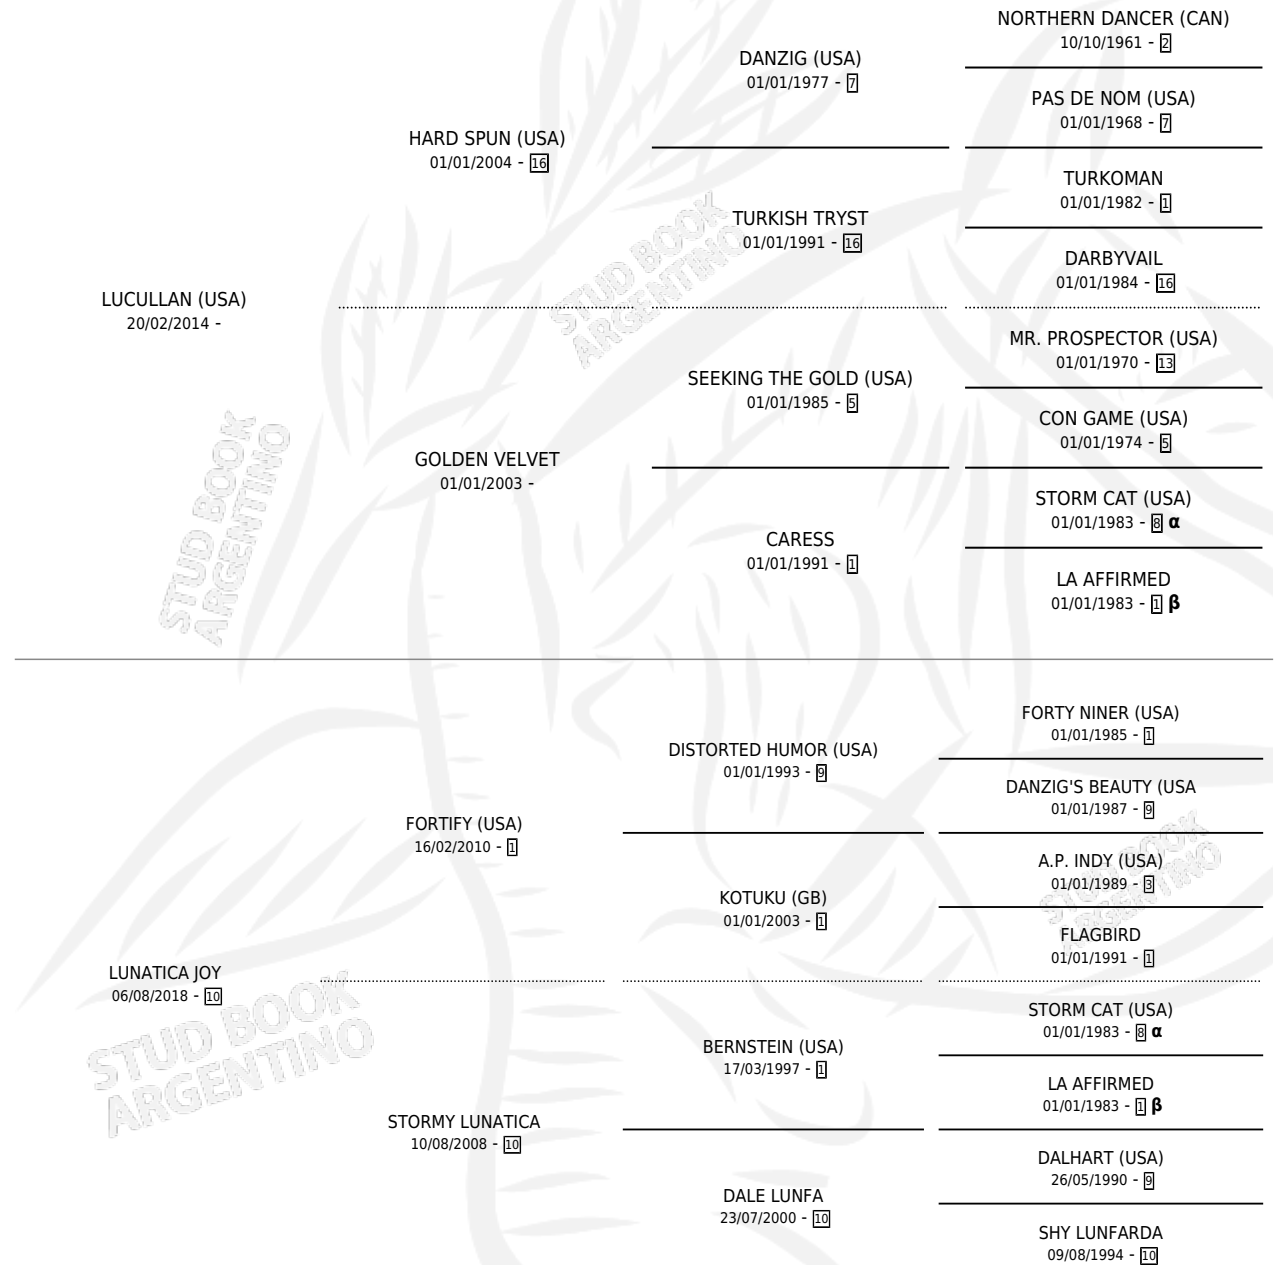 NORTHERN DANCER (CAN)
10/10/1961 - 2
DANZIG (USA)
01/01/1977 - 7
PAS DE NOM (USA)
01/01/1968 - 7
HARD SPUN (USA)
01/01/2004 - 16
TURKOMAN
01/01/1982 - 1
TURKISH TRYST
01/01/1991 - 16
DARBYVAIL
01/01/1984 - 16
LUCULLAN (USA)
20/02/2014 -
MR. PROSPECTOR (USA)
01/01/1970 - 13
SEEKING THE GOLD (USA)
01/01/1985 - 5
CON GAME (USA)
01/01/1974 - 5
GOLDEN VELVET
01/01/2003 -
STORM CAT (USA)
01/01/1983 - 8 α
CARESS
01/01/1991 - 1
LA AFFIRMED
01/01/1983 - 1 β
FORTY NINER (USA)
01/01/1985 - 1
DISTORTED HUMOR (USA)
01/01/1993 - 9
DANZIG'S BEAUTY (USA
01/01/1987 - 9
FORTIFY (USA)
16/02/2010 - 1
A.P. INDY (USA)
01/01/1989 - 3
KOTUKU (GB)
01/01/2003 - 1
FLAGBIRD
01/01/1991 - 1
LUNATICA JOY
06/08/2018 - 10
STORM CAT (USA)
01/01/1983 - 8 α
BERNSTEIN (USA)
17/03/1997 - 1
LA AFFIRMED
01/01/1983 - 1 β
STORMY LUNATICA
10/08/2008 - 10
DALHART (USA)
26/05/1990 - 9
DALE LUNFA
23/07/2000 - 10
SHY LUNFARDA
09/08/1994 - 10
STUD BOOK
ARGENTINO
STUD BOOK
ARGENTINO
STUD BOOK
ARGENTINO
STUD BOOK
ARGENTINO